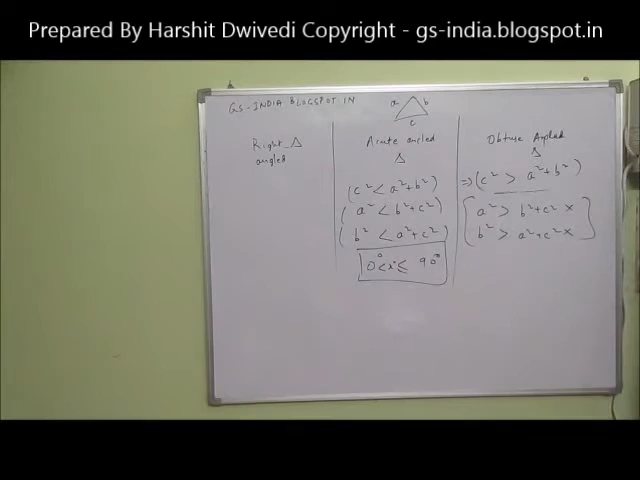 Prepared By Harshit Dwivedi Copyright - gs-india.blogspot.in
GS-INDIA BLOGSPOT IN
a b
c
Right Δ
angled
Acute angled
Δ
(c² < a²+b²)
(a² < b²+c²)
(b² < a²+c²)
0° < x° ≤ 90°
Obtuse Angled
Δ
⇒ (c² > a²+b²)
a² > b²+c² ×
b² > a²+c² ×